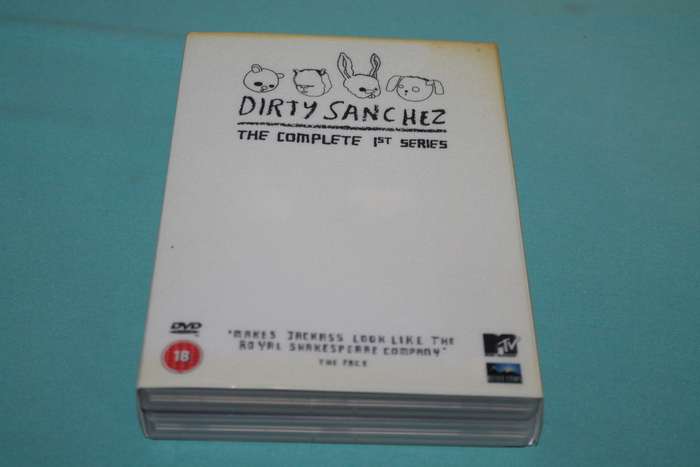 DIRTY SANCHEZ
THE COMPLETE 1ST SERIES
DVD
18
"MAKES JACKASS LOOK LIKE THE
ROYAL SHAKESPEARE COMPANY"
THE FACE
MTV